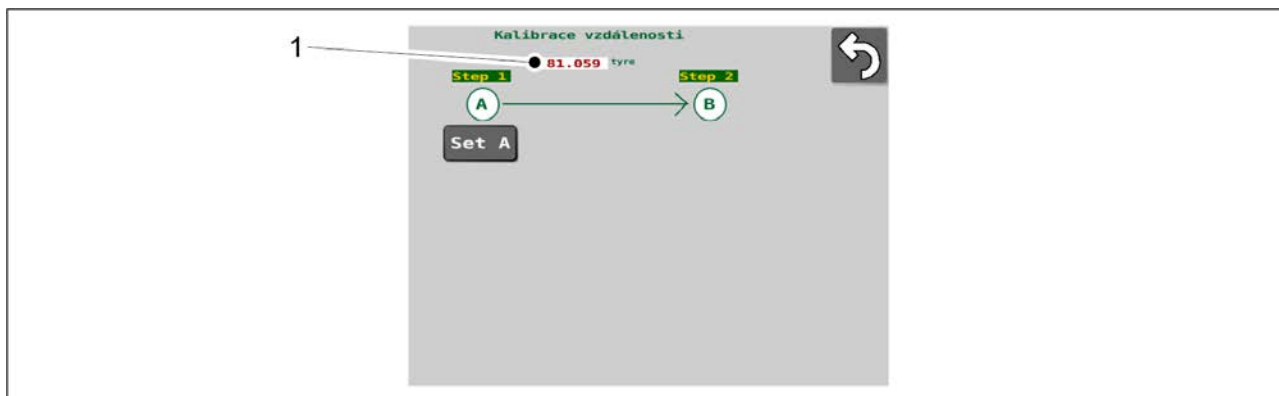 1
Kalibrace vzdálenosti
81.059 tyre
Step 1 Step 2
A B
Set A